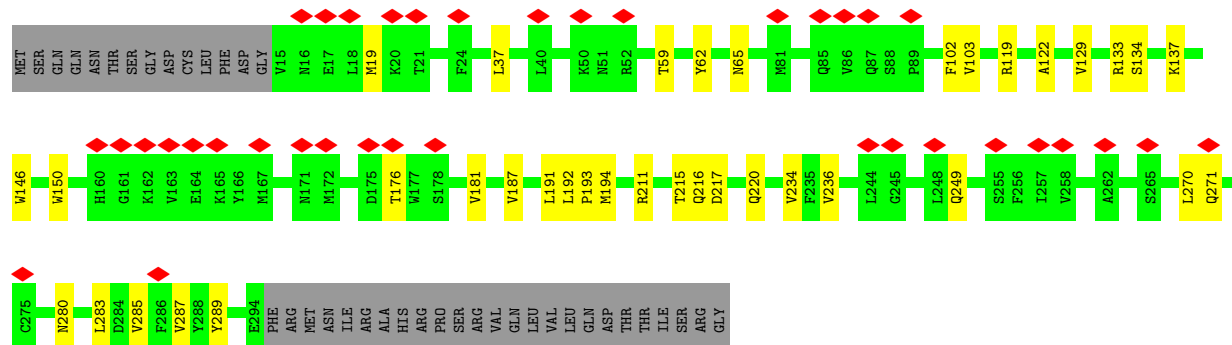 MET SER GLN GLN ASN THR SER GLY ASP CYS LEU PHE ASP GLY V15 N16 E17 L18 M19 K20 T21 F24 L37 L40 K50 N51 R52 T59 Y62 N65 M81 Q85 V86 Q87 S88 P89 F102 V103 R119 A122 V129 R133 S134 K137
W146 W150 H160 G161 K162 V163 E164 K165 Y166 M167 N171 M172 D175 T176 W177 S178 V181 V187 L191 L192 P193 M194 R211 T215 Q216 D217 Q220 V234 F235 V236 L244 G245 L248 Q249 S255 F256 I257 V258 A262 S265 L270 Q271
C275 N280 L283 D284 V285 F286 V287 Y288 Y289 E294 PHE ARG MET ASN ILE ARG ALA HIS ARG PRO SER ARG VAL GLN LEU VAL LEU GLN ASP THR THR ILE SER ARG GLY